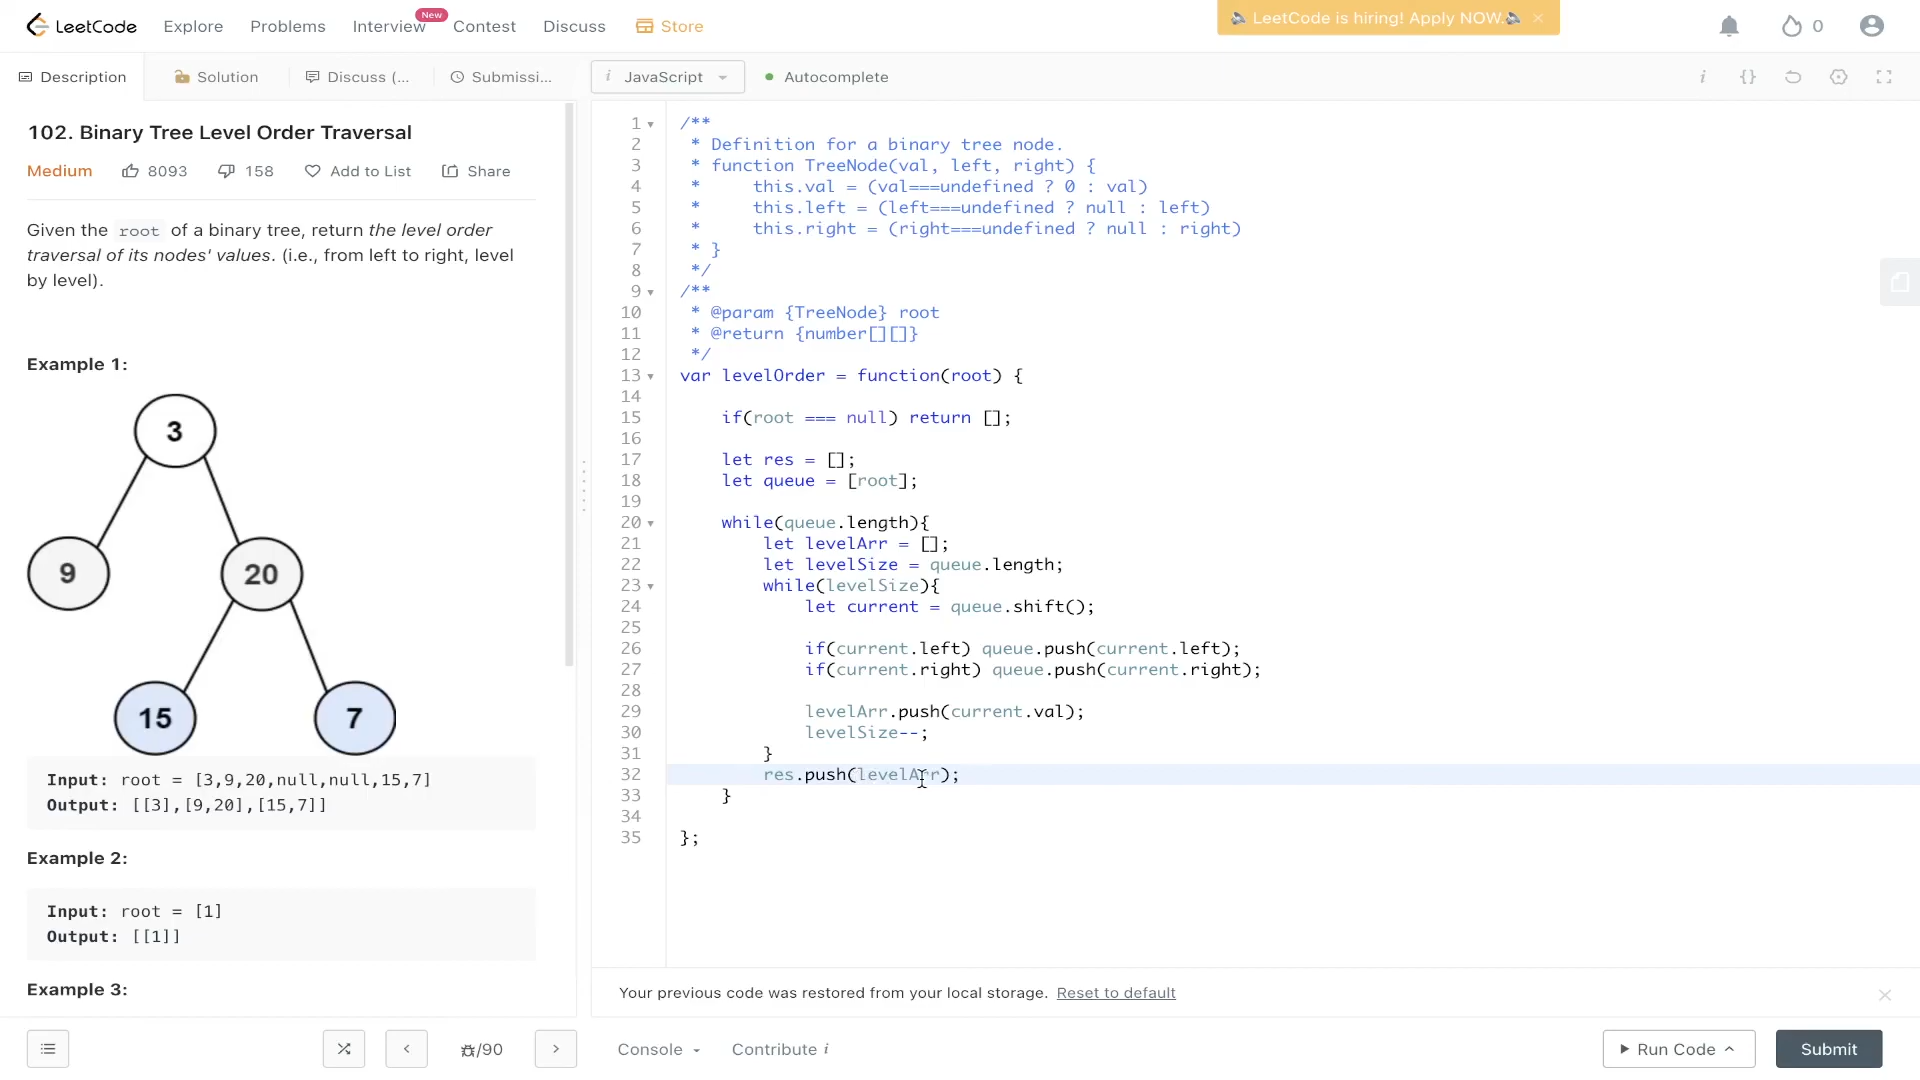 LeetCode
Explore
Problems
Interview
New
Contest
Discuss
Store
LeetCode is hiring! Apply NOW.
0
Description
Solution
Discuss (...
Submissi...
i JavaScript
Autocomplete
i {}
102. Binary Tree Level Order Traversal
Medium
8093
158
Add to List
Share
Given the root of a binary tree, return the level order
traversal of its nodes' values. (i.e., from left to right, level
by level).
Example 1:
3
9
20
15
7
Input: root = [3,9,20,null,null,15,7]
Output: [[3],[9,20],[15,7]]
Example 2:
Input: root = [1]
Output: [[1]]
Example 3:
1 /**
2 * Definition for a binary tree node.
3 * function TreeNode(val, left, right) {
4 * this.val = (val===undefined ? 0 : val)
5 * this.left = (left===undefined ? null : left)
6 * this.right = (right===undefined ? null : right)
7 * }
8 */
9 /**
10 * @param {TreeNode} root
11 * @return {number[][]}
12 */
13 var levelOrder = function(root) {
14
15 if(root === null) return [];
16
17 let res = [];
18 let queue = [root];
19
20 while(queue.length){
21 let levelArr = [];
22 let levelSize = queue.length;
23 while(levelSize){
24 let current = queue.shift();
25
26 if(current.left) queue.push(current.left);
27 if(current.right) queue.push(current.right);
28
29 levelArr.push(current.val);
30 levelSize--;
31 }
32 res.push(levelArr);
33 }
34
35 };
Your previous code was restored from your local storage. Reset to default
/90
Console
Contribute i
Run Code
Submit